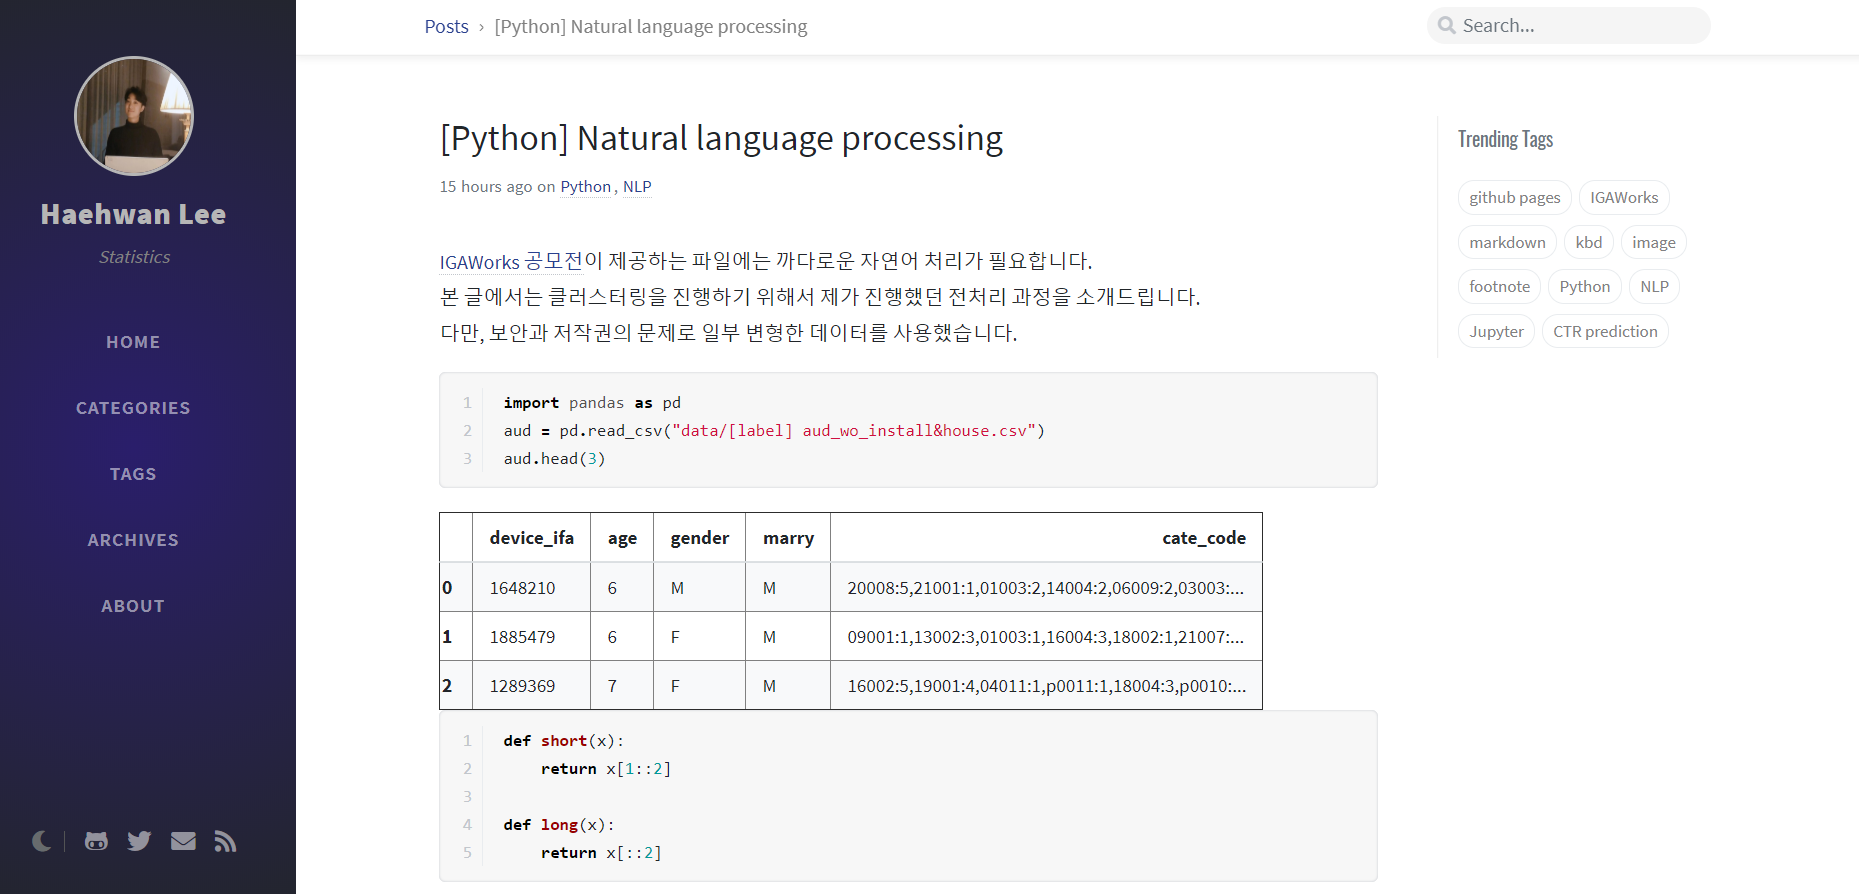 Haehwan Lee
Statistics
HOME
CATEGORIES
TAGS
ARCHIVES
ABOUT
Posts › [Python] Natural language processing
Search...
[Python] Natural language processing
15 hours ago on Python , NLP
IGAWorks 공모전이 제공하는 파일에는 까다로운 자연어 처리가 필요합니다.
본 글에서는 클러스터링을 진행하기 위해서 제가 진행했던 전처리 과정을 소개드립니다.
다만, 보안과 저작권의 문제로 일부 변형한 데이터를 사용했습니다.
1 import pandas as pd
2 aud = pd.read_csv("data/[label] aud_wo_install&house.csv")
3 aud.head(3)
device_ifa age gender marry cate_code
0 1648210 6 M M 20008:5,21001:1,01003:2,14004:2,06009:2,03003:...
1 1885479 6 F M 09001:1,13002:3,01003:1,16004:3,18002:1,21007:...
2 1289369 7 F M 16002:5,19001:4,04011:1,p0011:1,18004:3,p0010:...
1 def short(x):
2     return x[1::2]
3
4 def long(x):
5     return x[::2]
Trending Tags
github pages IGAWorks
markdown kbd image
footnote Python NLP
Jupyter CTR prediction